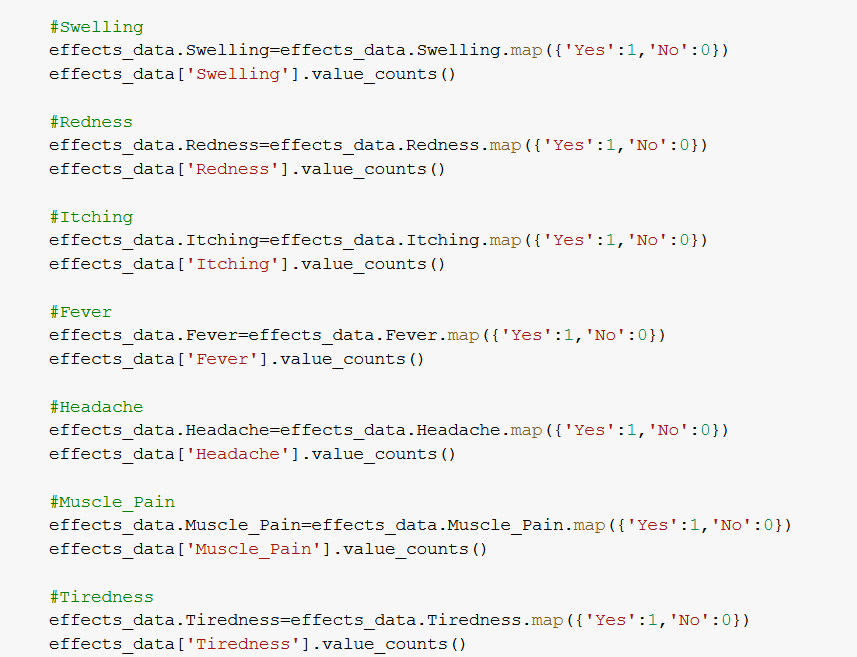 #Swelling
effects_data.Swelling=effects_data.Swelling.map({'Yes':1,'No':0})
effects_data['Swelling'].value_counts()
#Redness
effects_data.Redness=effects_data.Redness.map({'Yes':1,'No':0})
effects_data['Redness'].value_counts()
#Itching
effects_data.Itching=effects_data.Itching.map({'Yes':1,'No':0})
effects_data['Itching'].value_counts()
#Fever
effects_data.Fever=effects_data.Fever.map({'Yes':1,'No':0})
effects_data['Fever'].value_counts()
#Headache
effects_data.Headache=effects_data.Headache.map({'Yes':1,'No':0})
effects_data['Headache'].value_counts()
#Muscle_Pain
effects_data.Muscle_Pain=effects_data.Muscle_Pain.map({'Yes':1,'No':0})
effects_data['Muscle_Pain'].value_counts()
#Tiredness
effects_data.Tiredness=effects_data.Tiredness.map({'Yes':1,'No':0})
effects_data['Tiredness'].value_counts()